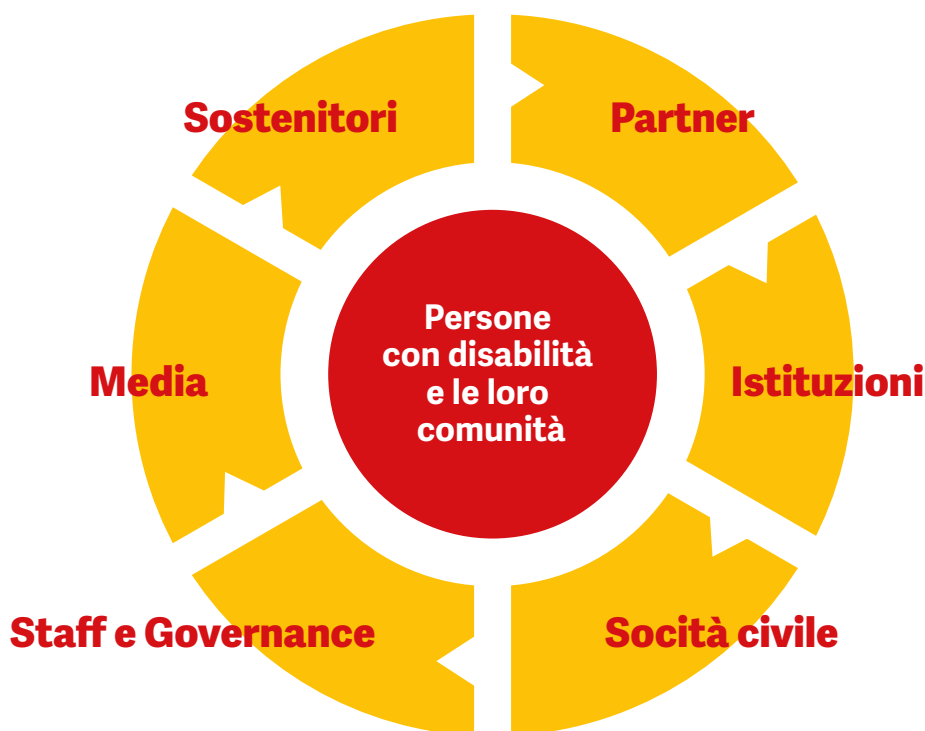 Sostenitori
Partner
Persone
con disabilità
e le loro
comunità
Media
Istituzioni
Staff e Governance
Socità civile